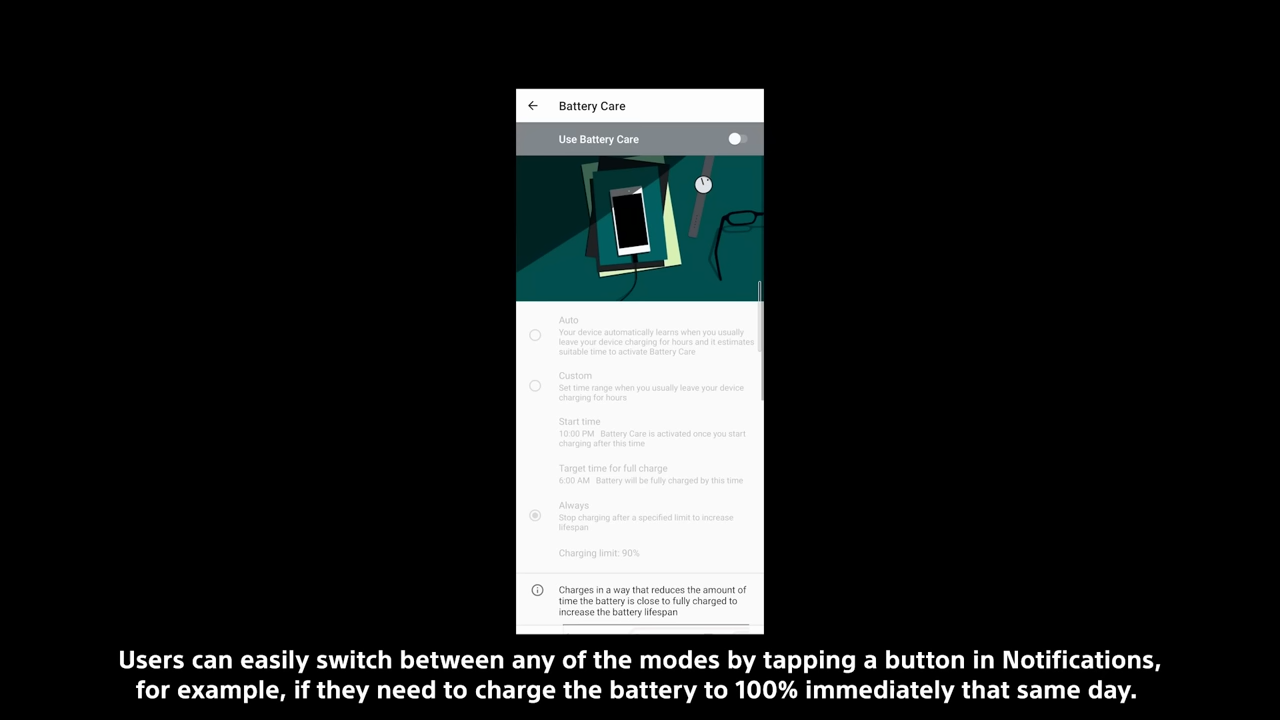 Battery Care
Use Battery Care
Auto
Your device automatically learns when you usually
leave your device charging for hours and it estimates
suitable time to activate Battery Care
Custom
Set time range when you usually leave your device
charging for hours
Start time
10:00 PM Battery Care is activated once you start
charging after this time
Target time for full charge
6:00 AM Battery will be fully charged by this time
Always
Stop charging after a specified limit to increase
lifespan
Charging limit: 90%
Charges in a way that reduces the amount of
time the battery is close to fully charged to
increase the battery lifespan
Users can easily switch between any of the modes by tapping a button in Notifications,
for example, if they need to charge the battery to 100% immediately that same day.